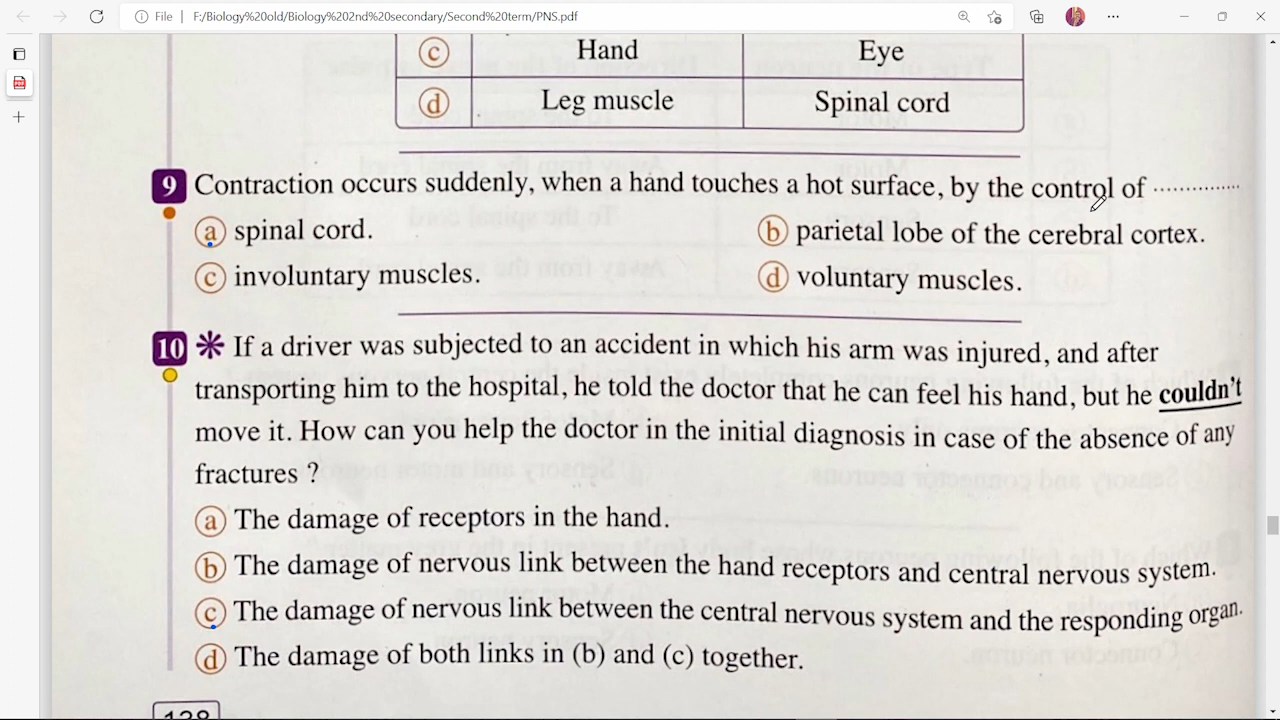 File F:/Biology%20old/Biology%202nd%20secondary/Second%20term/PNS.pdf
c Hand Eye
d Leg muscle Spinal cord
9 Contraction occurs suddenly, when a hand touches a hot surface, by the control of ...............
a spinal cord. b parietal lobe of the cerebral cortex.
c involuntary muscles. d voluntary muscles.
10 * If a driver was subjected to an accident in which his arm was injured, and after
transporting him to the hospital, he told the doctor that he can feel his hand, but he couldn't
move it. How can you help the doctor in the initial diagnosis in case of the absence of any
fractures ?
a The damage of receptors in the hand.
b The damage of nervous link between the hand receptors and central nervous system.
c The damage of nervous link between the central nervous system and the responding organ.
d The damage of both links in (b) and (c) together.